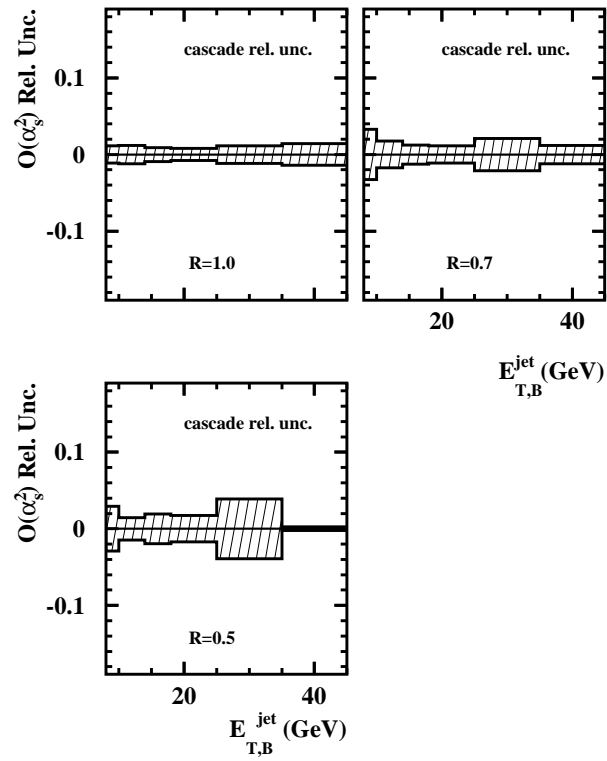 O(α_s^2) Rel. Unc.
0.1
0
-0.1
cascade rel. unc.
R=1.0
cascade rel. unc.
R=0.7
20 40
E_{T,B}^{jet} (GeV)
O(α_s^2) Rel. Unc.
0.1
0
-0.1
cascade rel. unc.
R=0.5
20 40
E_{T,B}^{jet} (GeV)